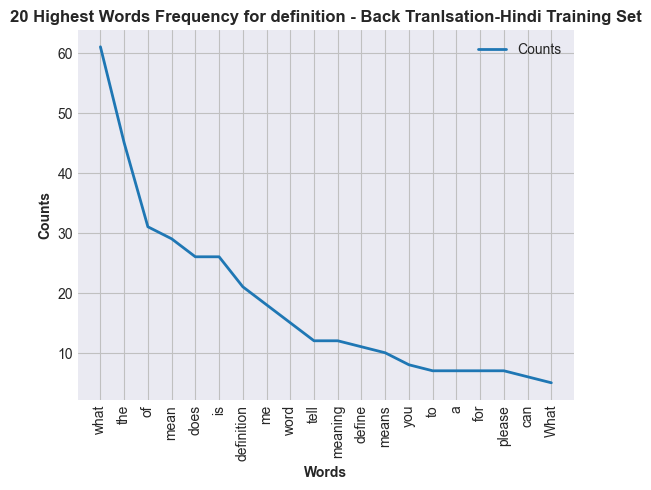 20 Highest Words Frequency for definition - Back Tranlsation-Hindi Training Set
Counts
60
50
40
30
20
10
Counts
what
the
of
mean
does
is
definition
me
word
tell
meaning
define
means
you
to
a
for
please
can
What
Words